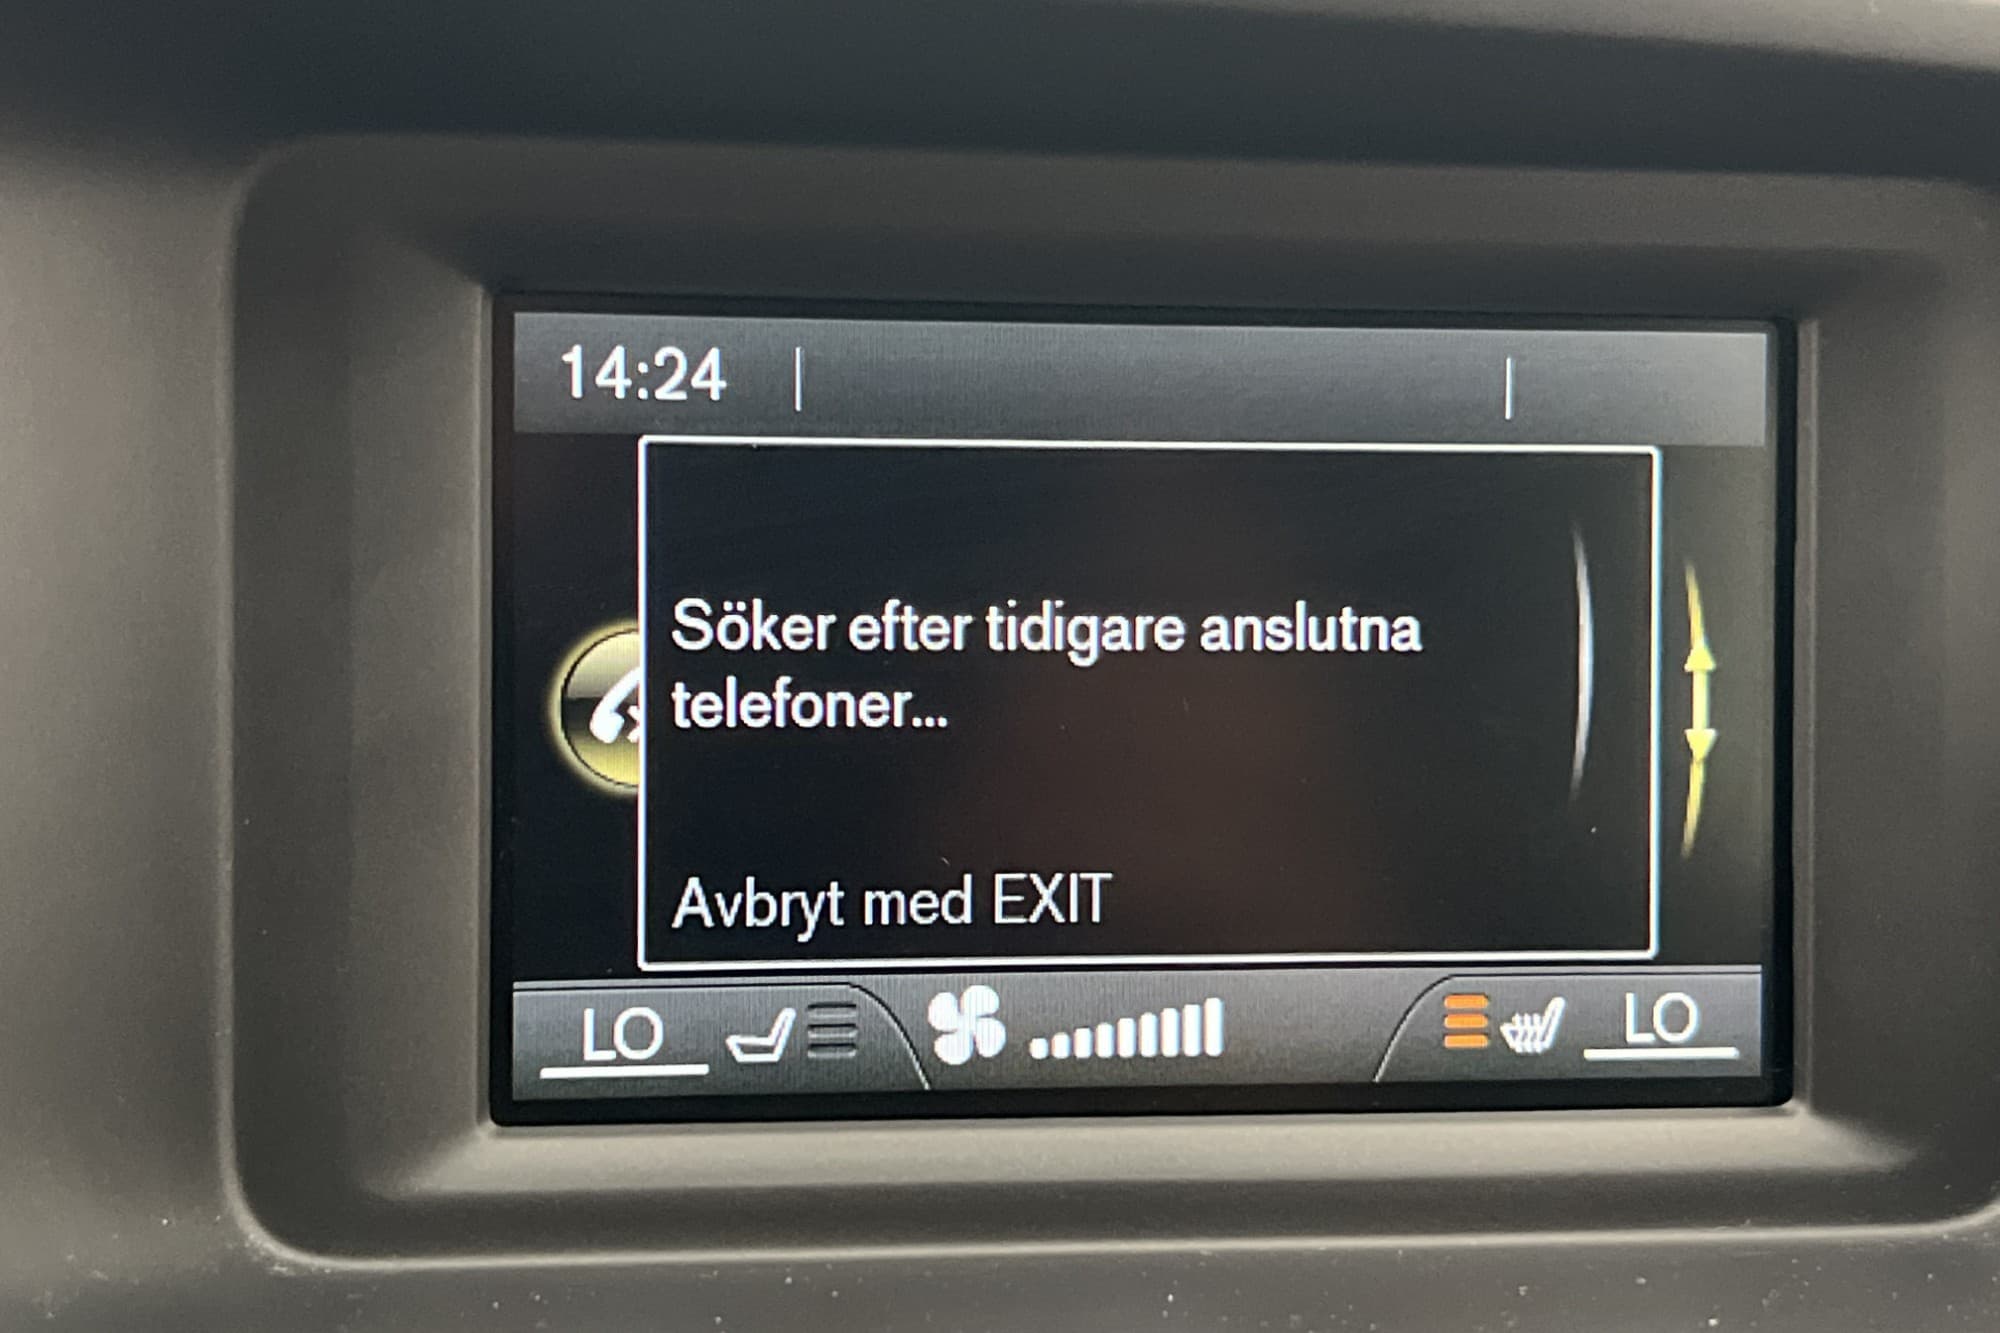 14:24
Söker efter tidigare anslutna
telefoner...
Avbryt med EXIT
LO LO